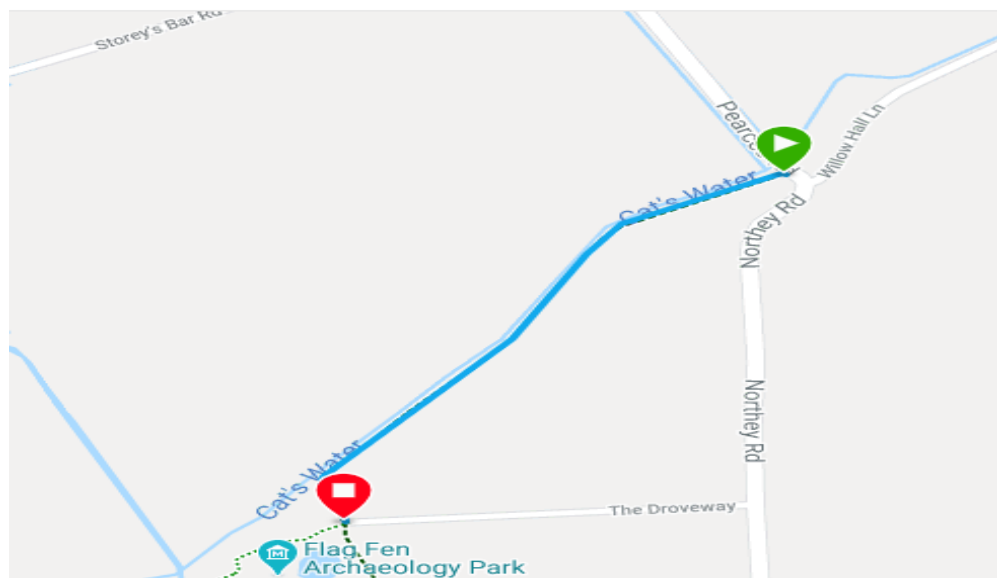 Storey's Bar Rd
Willow Hall Ln
Cat's Water
Northey Rd
Northey Rd
Cat's Water
The Droveway
Flag Fen
Archaeology Park